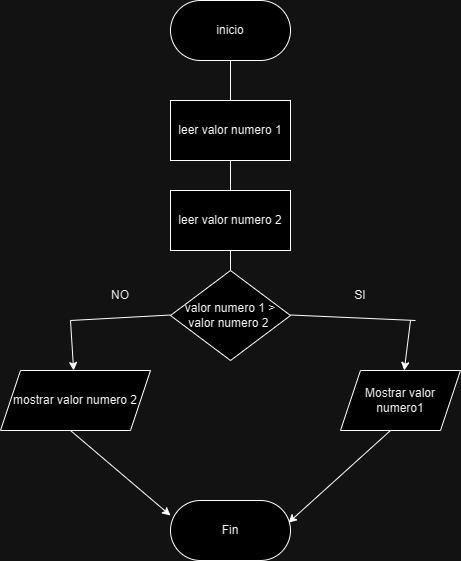 inicio
leer valor numero 1
leer valor numero 2
NO
SI
valor numero 1 >
valor numero 2
mostrar valor numero 2
Mostrar valor
numero1
Fin